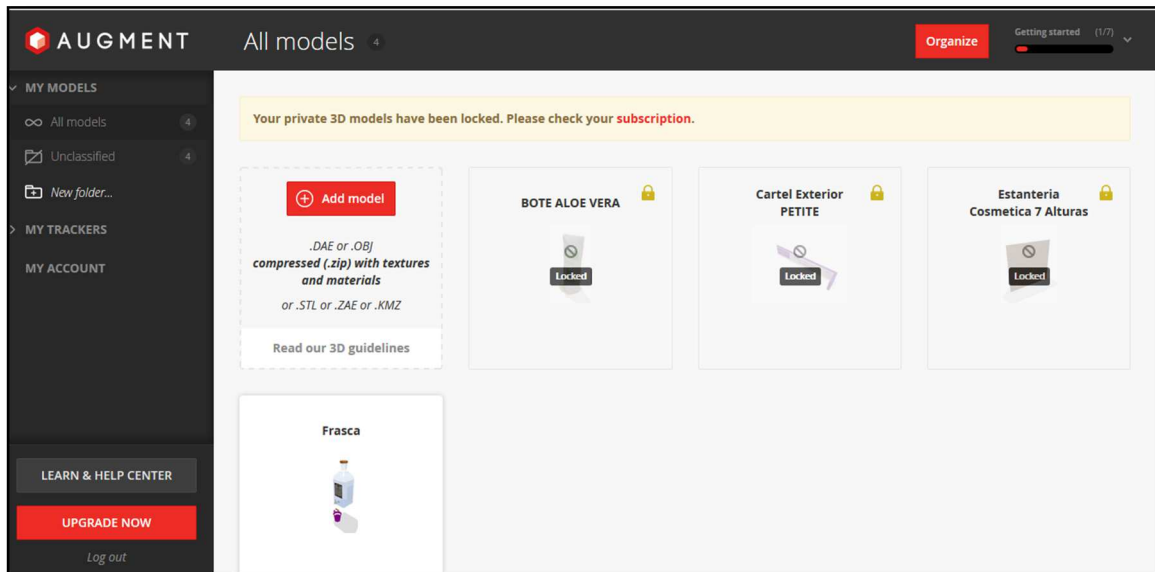 AUGMENT
All models 4
Organize
Getting started (1/7)
MY MODELS
All models 4
Unclassified 4
New folder...
MY TRACKERS
MY ACCOUNT
LEARN & HELP CENTER
UPGRADE NOW
Log out
Your private 3D models have been locked. Please check your subscription.
Add model
.DAE or .OBJ
compressed (.zip) with textures
and materials
or .STL or .ZAE or .KMZ
Read our 3D guidelines
BOTE ALOE VERA
Locked
Cartel Exterior
PETITE
Locked
Estanteria
Cosmetica 7 Alturas
Locked
Frasca